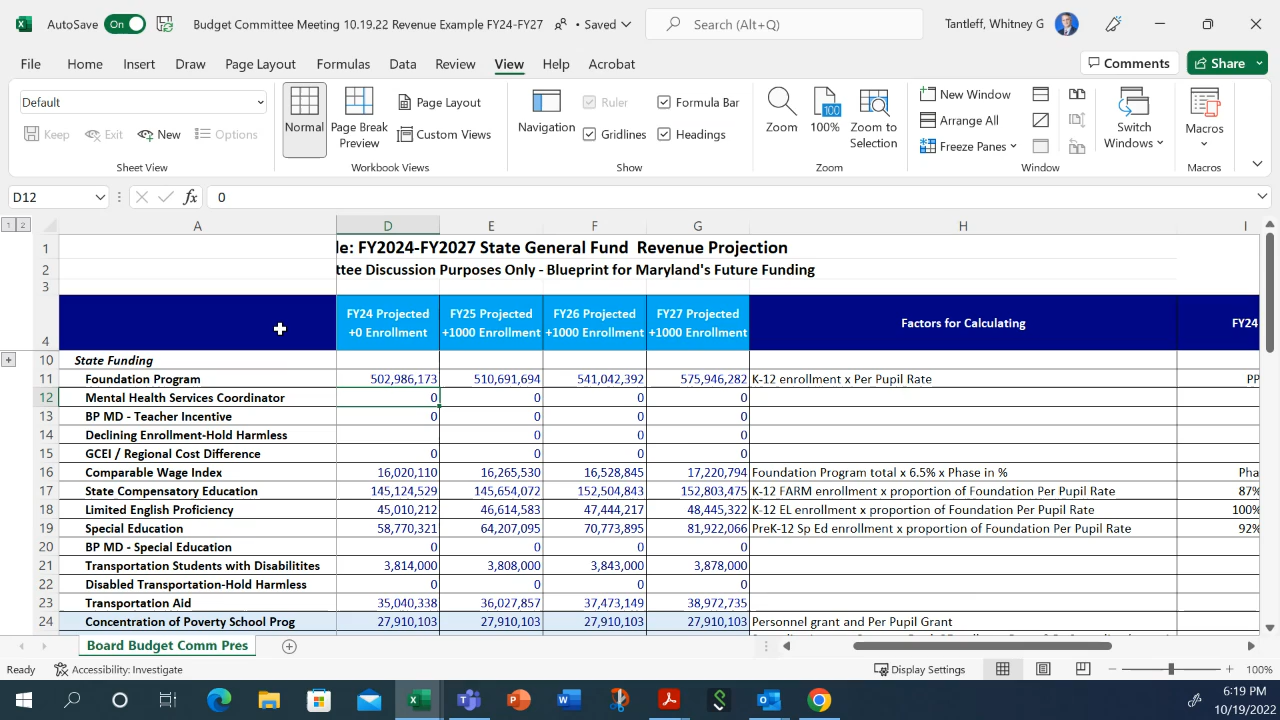 AutoSave On Budget Committee Meeting 10.19.22 Revenue Example FY24-FY27 • Saved Search (Alt+Q) Tantleff, Whitney G
File Home Insert Draw Page Layout Formulas Data Review View Help Acrobat Comments Share
Default
Keep Exit New Options
Sheet View
Normal Page Break Preview Page Layout Custom Views
Workbook Views
Navigation Ruler Formula Bar Gridlines Headings
Show
Zoom 100 100% Zoom to Selection
Zoom
New Window Arrange All Freeze Panes Switch Windows
Window
Macros
Macros
D12 fx 0
1 2 A D E F G H I
1 le: FY2024-FY2027 State General Fund Revenue Projection
2 ttee Discussion Purposes Only - Blueprint for Maryland's Future Funding
3
4 FY24 Projected +0 Enrollment FY25 Projected +1000 Enrollment FY26 Projected +1000 Enrollment FY27 Projected +1000 Enrollment Factors for Calculating FY24
10 State Funding
11 Foundation Program 502,986,173 510,691,694 541,042,392 575,946,282 K-12 enrollment x Per Pupil Rate PP
12 Mental Health Services Coordinator 0 0 0 0
13 BP MD - Teacher Incentive 0 0 0 0
14 Declining Enrollment-Hold Harmless 0 0 0
15 GCEI / Regional Cost Difference 0 0 0 0
16 Comparable Wage Index 16,020,110 16,265,530 16,528,845 17,220,794 Foundation Program total x 6.5% x Phase in % Pha
17 State Compensatory Education 145,124,529 145,654,072 152,504,843 152,803,475 K-12 FARM enrollment x proportion of Foundation Per Pupil Rate 87%
18 Limited English Proficiency 45,010,212 46,614,583 47,444,217 48,445,322 K-12 EL enrollment x proportion of Foundation Per Pupil Rate 100%
19 Special Education 58,770,321 64,207,095 70,773,895 81,922,066 PreK-12 Sp Ed enrollment x proportion of Foundation Per Pupil Rate 92%
20 BP MD - Special Education 0 0 0 0
21 Transportation Students with Disabilitites 3,814,000 3,808,000 3,843,000 3,878,000
22 Disabled Transportation-Hold Harmless 0 0 0 0
23 Transportation Aid 35,040,338 36,027,857 37,473,149 38,972,735
24 Concentration of Poverty School Prog 27,910,103 27,910,103 27,910,103 27,910,103 Personnel grant and Per Pupil Grant
Board Budget Comm Pres
Ready Accessibility: Investigate Display Settings 100%
6:19 PM
10/19/2022